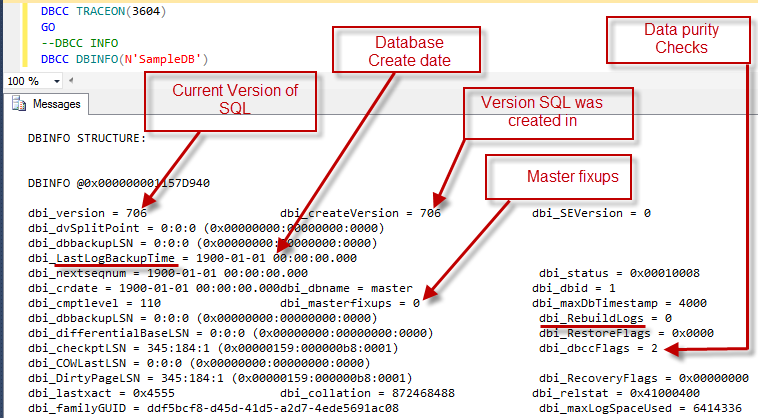 DBCC TRACEON(3604)
GO
--DBCC INFO
DBCC DBINFO(N'SampleDB')
Database
Create date
Data purity
Checks
100 %
Messages
Current Version of
SQL
Version SQL was
created in
Master fixups
DBINFO STRUCTURE:
DBINFO @0x000000001157D940
dbi_version = 706 dbi_createVersion = 706 dbi_SEVersion = 0
dbi_dvSplitPoint = 0:0:0 (0x00000000:00000000:0000)
dbi_dbbackupLSN = 0:0:0 (0x00000000:00000000:0000)
dbi_LastLogBackupTime = 1900-01-01 00:00:00.000
dbi_nextseqnum = 1900-01-01 00:00:00.000 dbi_status = 0x00010008
dbi_crdate = 1900-01-01 00:00:00.000dbi_dbname = master dbi_dbid = 1
dbi_cmptlevel = 110 dbi_masterfixups = 0 dbi_maxDbTimestamp = 4000
dbi_dbbackupLSN = 0:0:0 (0x00000000:00000000:0000) dbi_RebuildLogs = 0
dbi_differentialBaseLSN = 0:0:0 (0x00000000:00000000:0000) dbi_RestoreFlags = 0x0000
dbi_checkptLSN = 345:184:1 (0x00000159:000000b8:0001) dbi_dbccFlags = 2
dbi_COWLastLSN = 0:0:0 (0x00000000:00000000:0000)
dbi_DirtyPageLSN = 345:184:1 (0x00000159:000000b8:0001) dbi_RecoveryFlags = 0x00000000
dbi_lastxact = 0x4555 dbi_collation = 872468488 dbi_relstat = 0x41000400
dbi_familyGUID = ddf5bcf8-d45d-41d5-a2d7-4ede5691ac08 dbi_maxLogSpaceUsed = 6414336